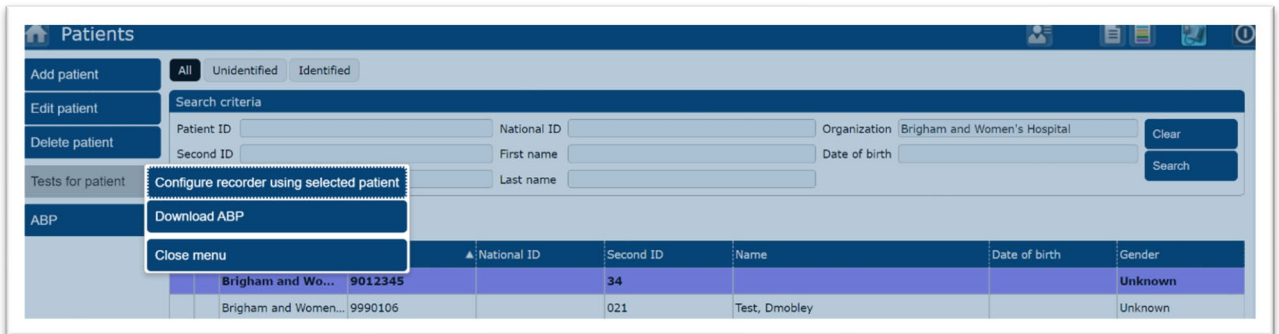 Patients
Add patient
Edit patient
Delete patient
Tests for patient
ABP
All Unidentified Identified
Search criteria
Patient ID National ID Organization Brigham and Women's Hospital Clear
Second ID First name Date of birth Search
Last name
Configure recorder using selected patient
Download ABP
Close menu
National ID Second ID Name Date of birth Gender
Brigham and Wo... 9012345 34 Unknown
Brigham and Women... 9990106 021 Test, Dmobley Unknown